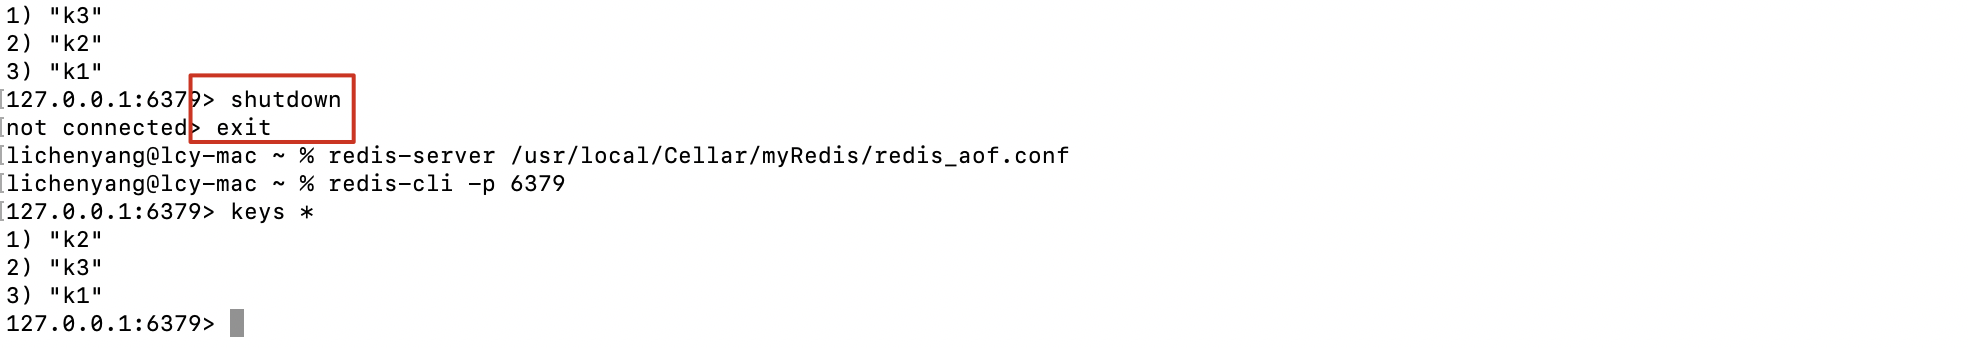 1) "k3"
2) "k2"
3) "k1"
[127.0.0.1:6379> shutdown
[not connected> exit
[lichenyang@lcy-mac ~ % redis-server /usr/local/Cellar/myRedis/redis_aof.conf
[lichenyang@lcy-mac ~ % redis-cli -p 6379
[127.0.0.1:6379> keys *
1) "k2"
2) "k3"
3) "k1"
127.0.0.1:6379>